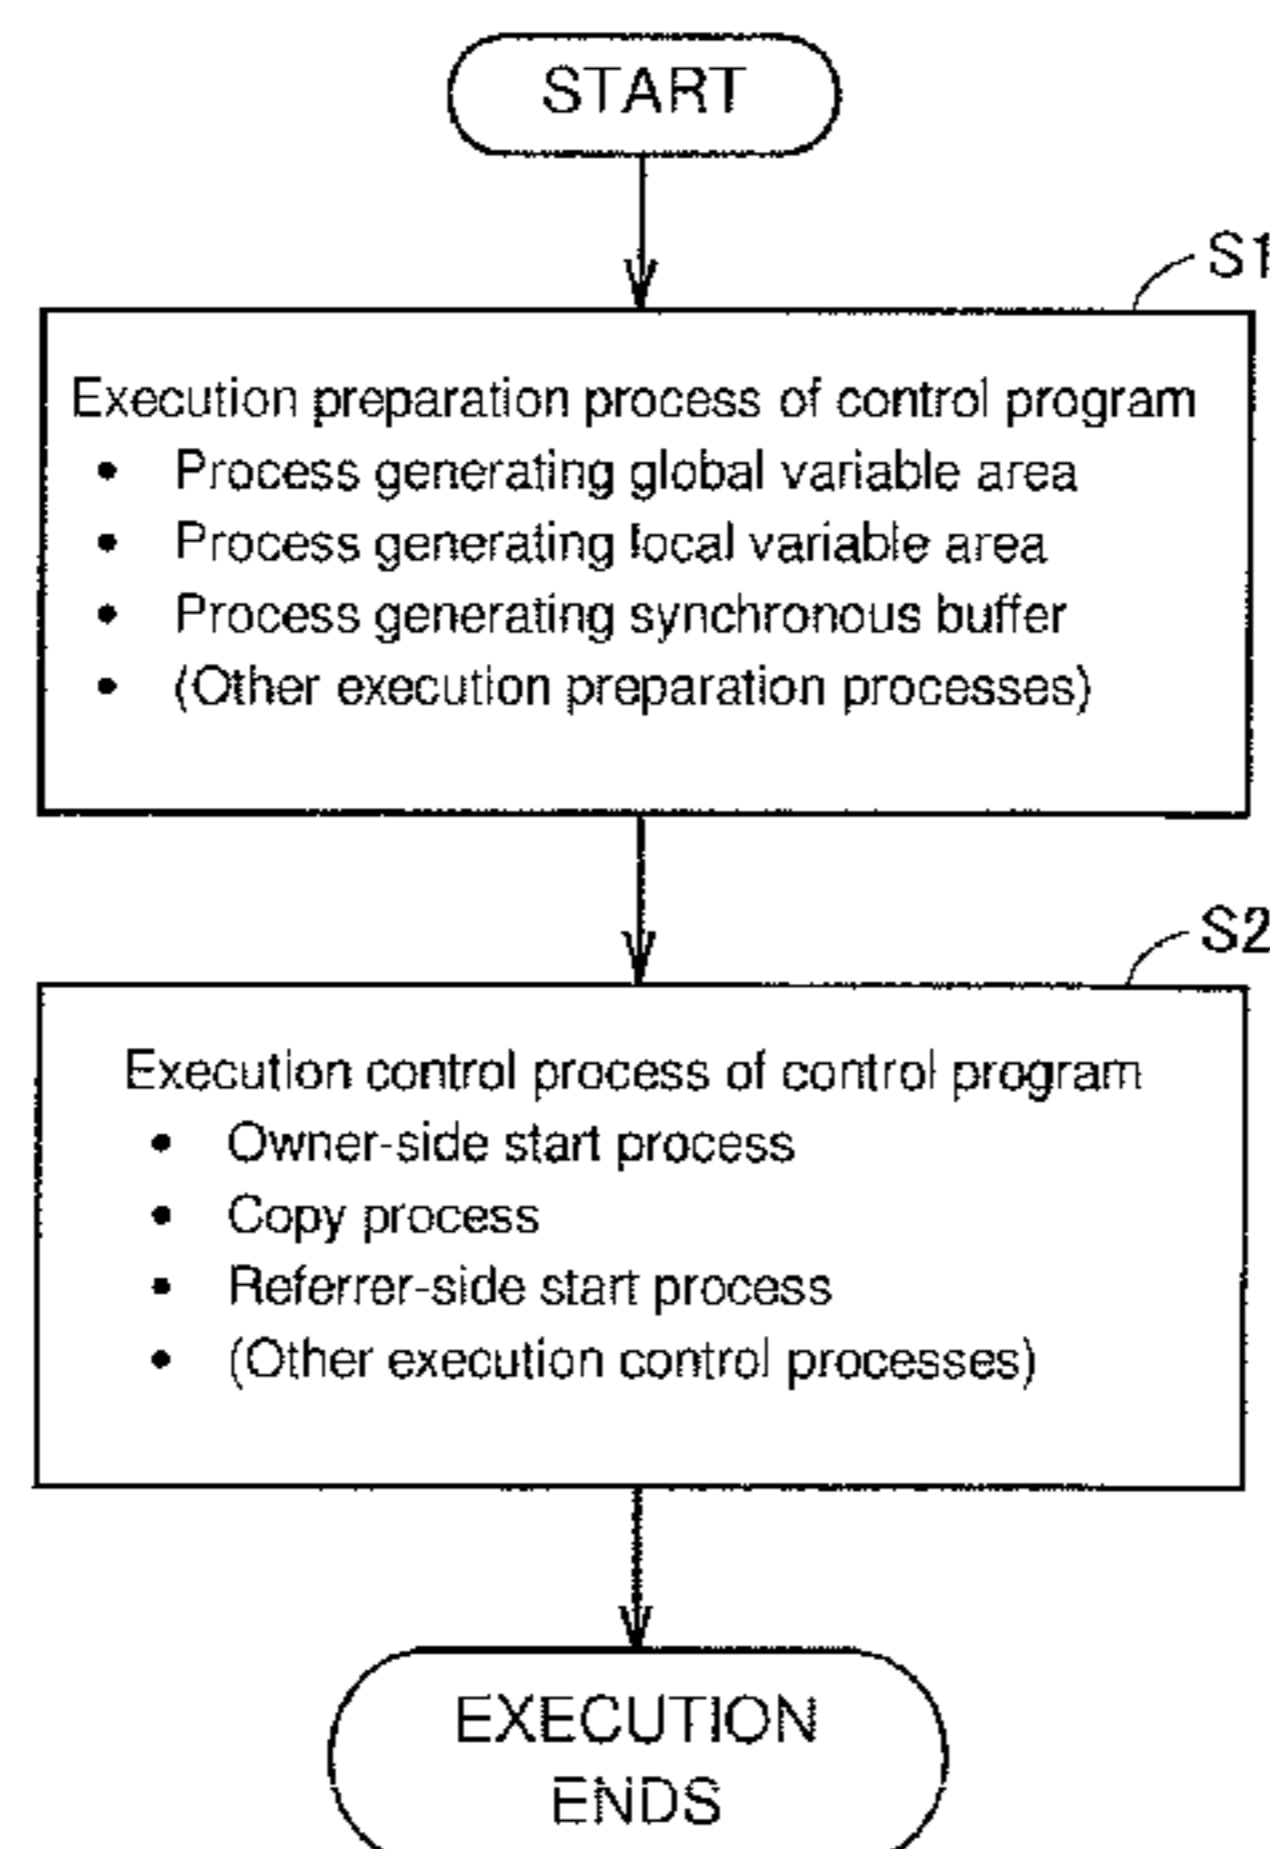 START
S1
Execution preparation process of control program
• Process generating global variable area
• Process generating local variable area
• Process generating synchronous buffer
• (Other execution preparation processes)
S2
Execution control process of control program
• Owner-side start process
• Copy process
• Referrer-side start process
• (Other execution control processes)
EXECUTION
ENDS